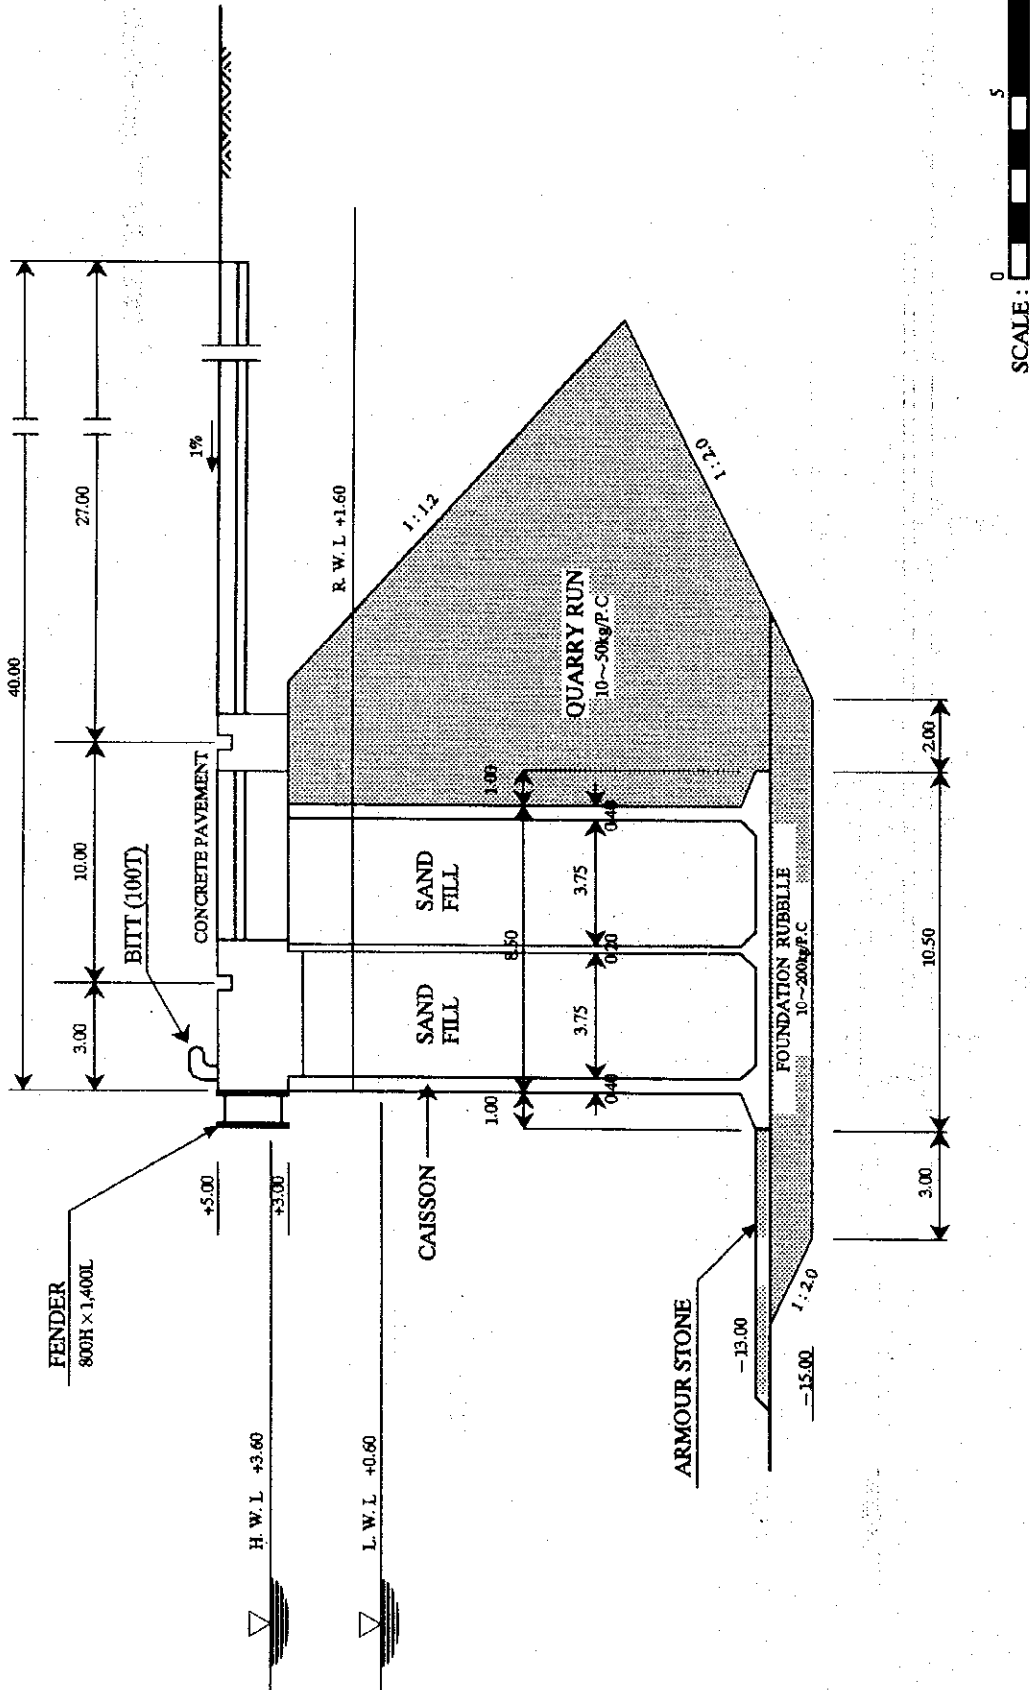 40.00
27.00
10.00
3.00
1%
BITT (100T)
CONCRETE PAVEMENT
FENDER
800H × 1,400L
+5.00
+3.00
H. W. L +3.60
R. W. L +1.60
L. W. L +0.60
CAISSON
SAND
FILL
SAND
FILL
1:1.2
QUARRY RUN
10～50kg/P.C
1:2.0
1.00
8.50
1.00
0.40
3.75
0.20
3.75
0.40
ARMOUR STONE
−13.00
−15.00
1:2.0
FOUNDATION RUBBLLE
10～200kg/P.C
3.00
10.50
2.00
SCALE :
0
5